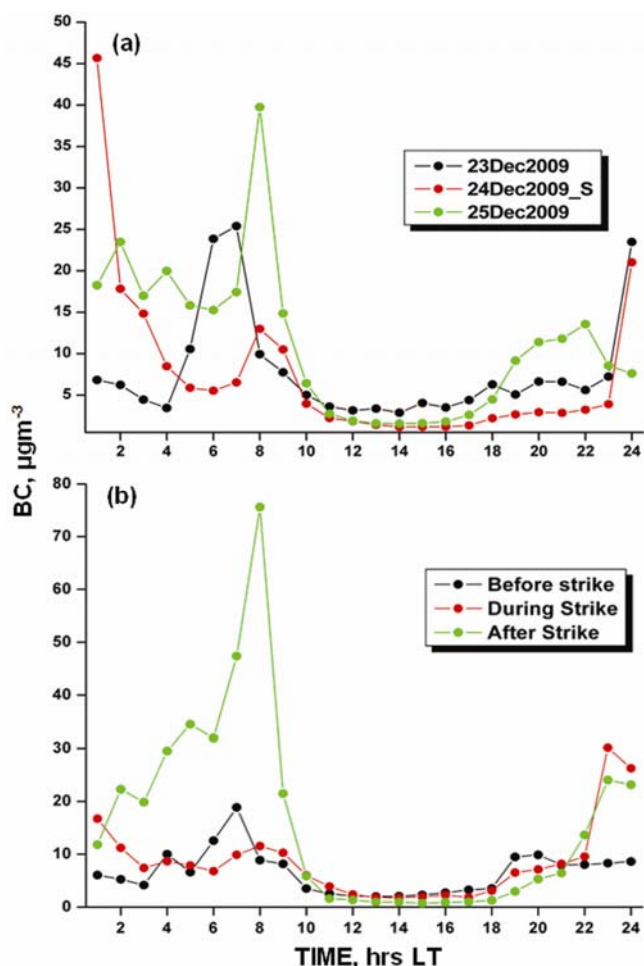 (a)
50
45
40
35
30
25
20
15
10
5
23Dec2009
24Dec2009_S
25Dec2009
2 4 6 8 10 12 14 16 18 20 22 24
BC, µgm-3
(b)
80
70
60
50
40
30
20
10
0
Before strike
During Strike
After Strike
2 4 6 8 10 12 14 16 18 20 22 24
TIME, hrs LT